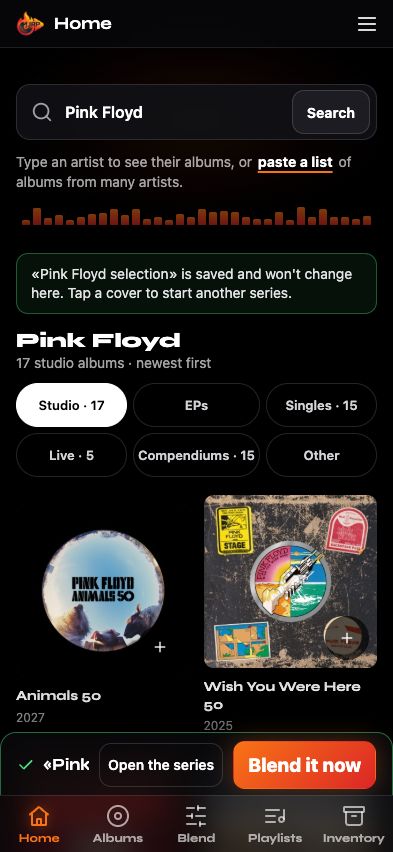 Home
Pink Floyd
Search
Type an artist to see their albums, or paste a list of
albums from many artists.
«Pink Floyd selection» is saved and won't change
here. Tap a cover to start another series.
Pink Floyd
17 studio albums · newest first
Studio · 17
EPs
Singles · 15
Live · 5
Compendiums · 15
Other
PINK FLOYD
ANIMALS 50
PINK FLOYD
STAGE
+
+
Animals 50
2027
Wish You Were Here
50
2025
«Pink
Open the series
Blend it now
Home
Albums
Blend
Playlists
Inventory